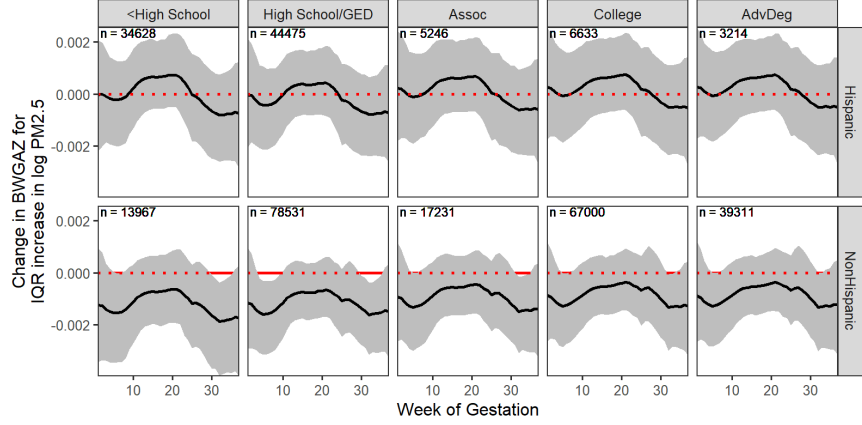 <High School
High School/GED
Assoc
College
AdvDeg
n = 34628
n = 44475
n = 5246
n = 6633
n = 3214
0.002
0.000
-0.002
Hispanic
n = 13967
n = 78531
n = 17231
n = 67000
n = 39311
0.002
0.000
-0.002
NonHispanic
Change in BWGAZ for
IQR increase in log PM2.5
10 20 30
10 20 30
10 20 30
10 20 30
10 20 30
Week of Gestation